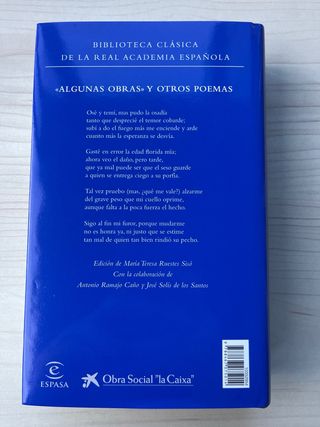 BIBLIOTECA CLÁSICA
DE LA REAL ACADEMIA ESPAÑOLA
«ALGUNAS OBRAS» Y OTROS POEMAS
Osé y temí, mas pudo la osadía
tanto que desprecié el temor cobarde;
subí a do el fuego más me enciende y arde
cuanto más la esperanza se desvía.
Gasté en error la edad florida mía;
ahora veo el daño, pero tarde,
que ya mal puede ser que el seso guarde
a quien se entrega ciego a su porfía.
Tal vez pruebo (mas, ¿qué me vale?) alzarme
del grave peso que mi cuello oprime,
aunque falta a la poca fuerza el hecho.
Sigo al fin mi furor, porque mudarme
no es honra ya, ni justo que se estime
tan mal de quien tan bien rindió su pecho.
Edición de María Teresa Ruestes Sisó
Con la colaboración de
Antonio Ramajo Caño y José Solís de los Santos
ESPASA
Obra Social "la Caixa"